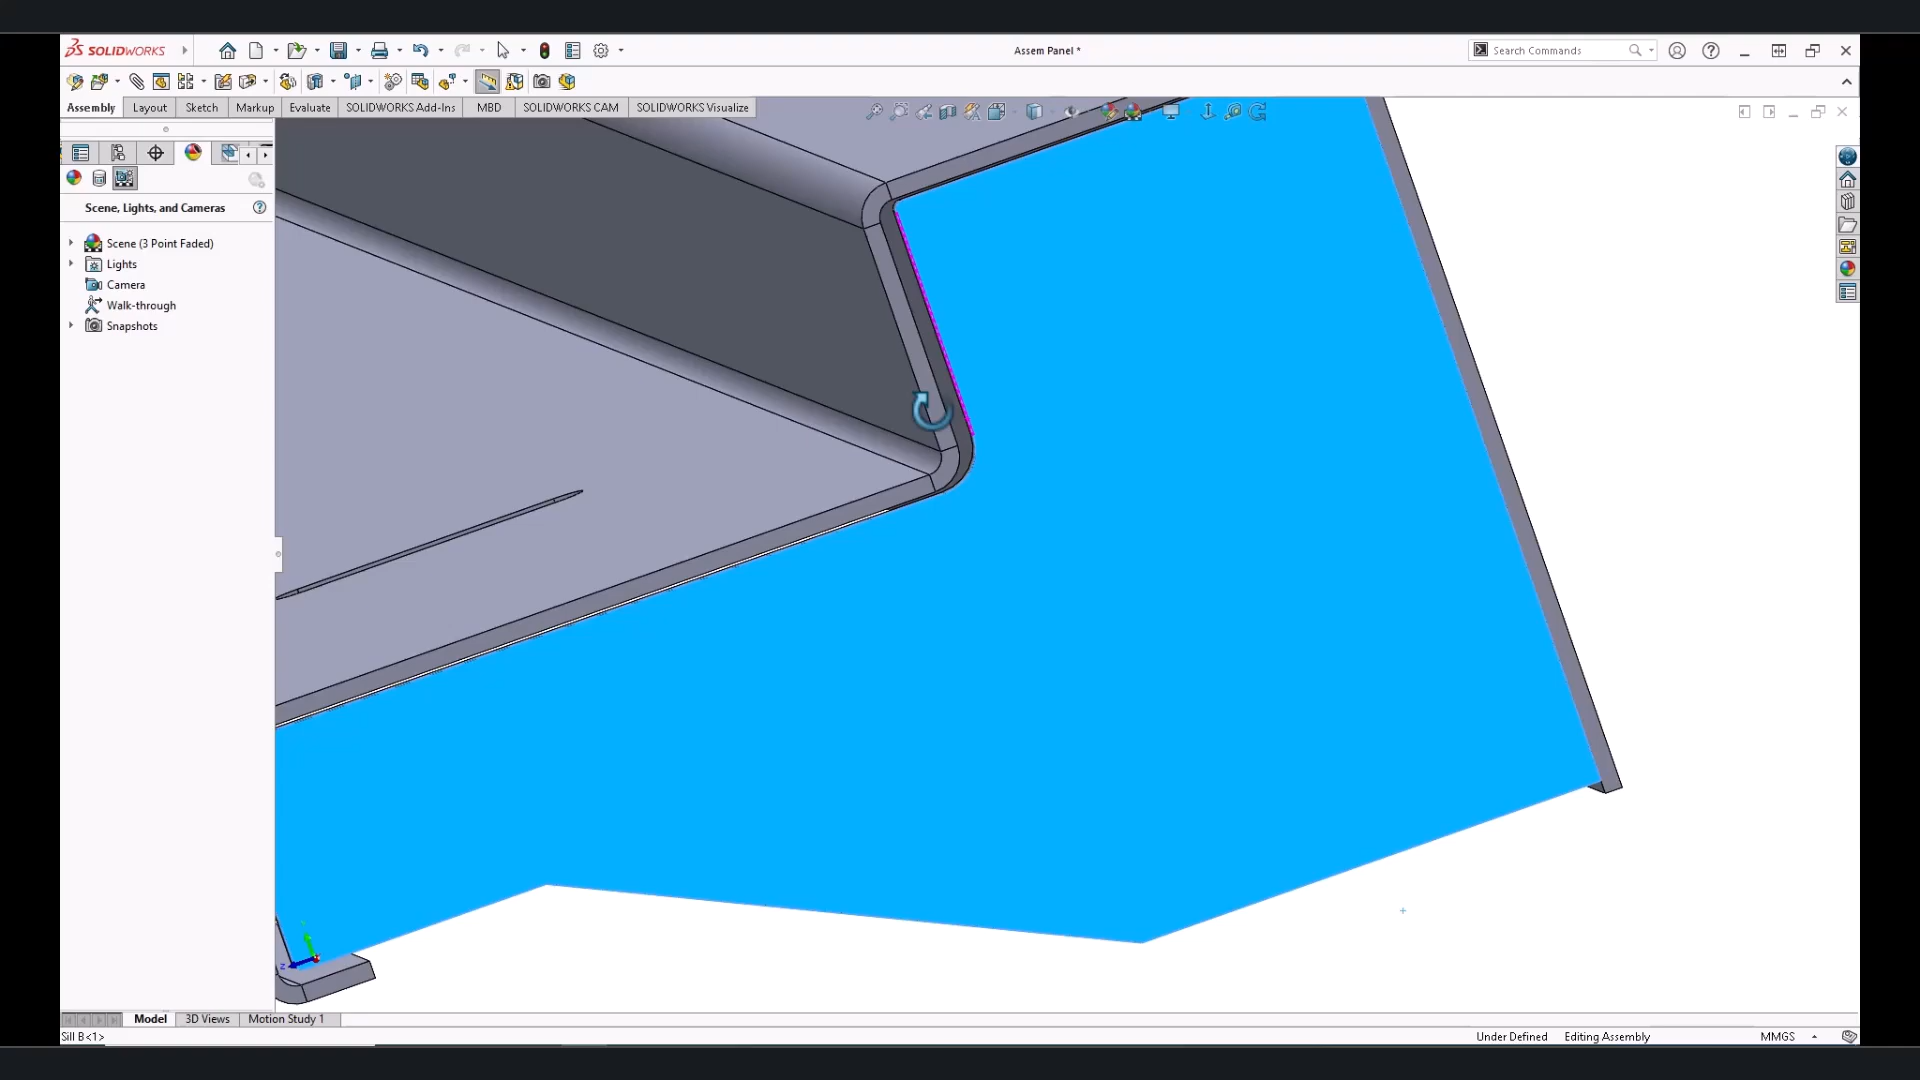 SOLIDWORKS
Assem Panel *
Search Commands
Assembly
Layout
Sketch
Markup
Evaluate
SOLIDWORKS Add-Ins
MBD
SOLIDWORKS CAM
SOLIDWORKS Visualize
Scene, Lights, and Cameras
Scene (3 Point Faded)
Lights
Camera
Walk-through
Snapshots
Z
Model
3D Views
Motion Study 1
Sill B<1>
Under Defined
Editing Assembly
MMGS